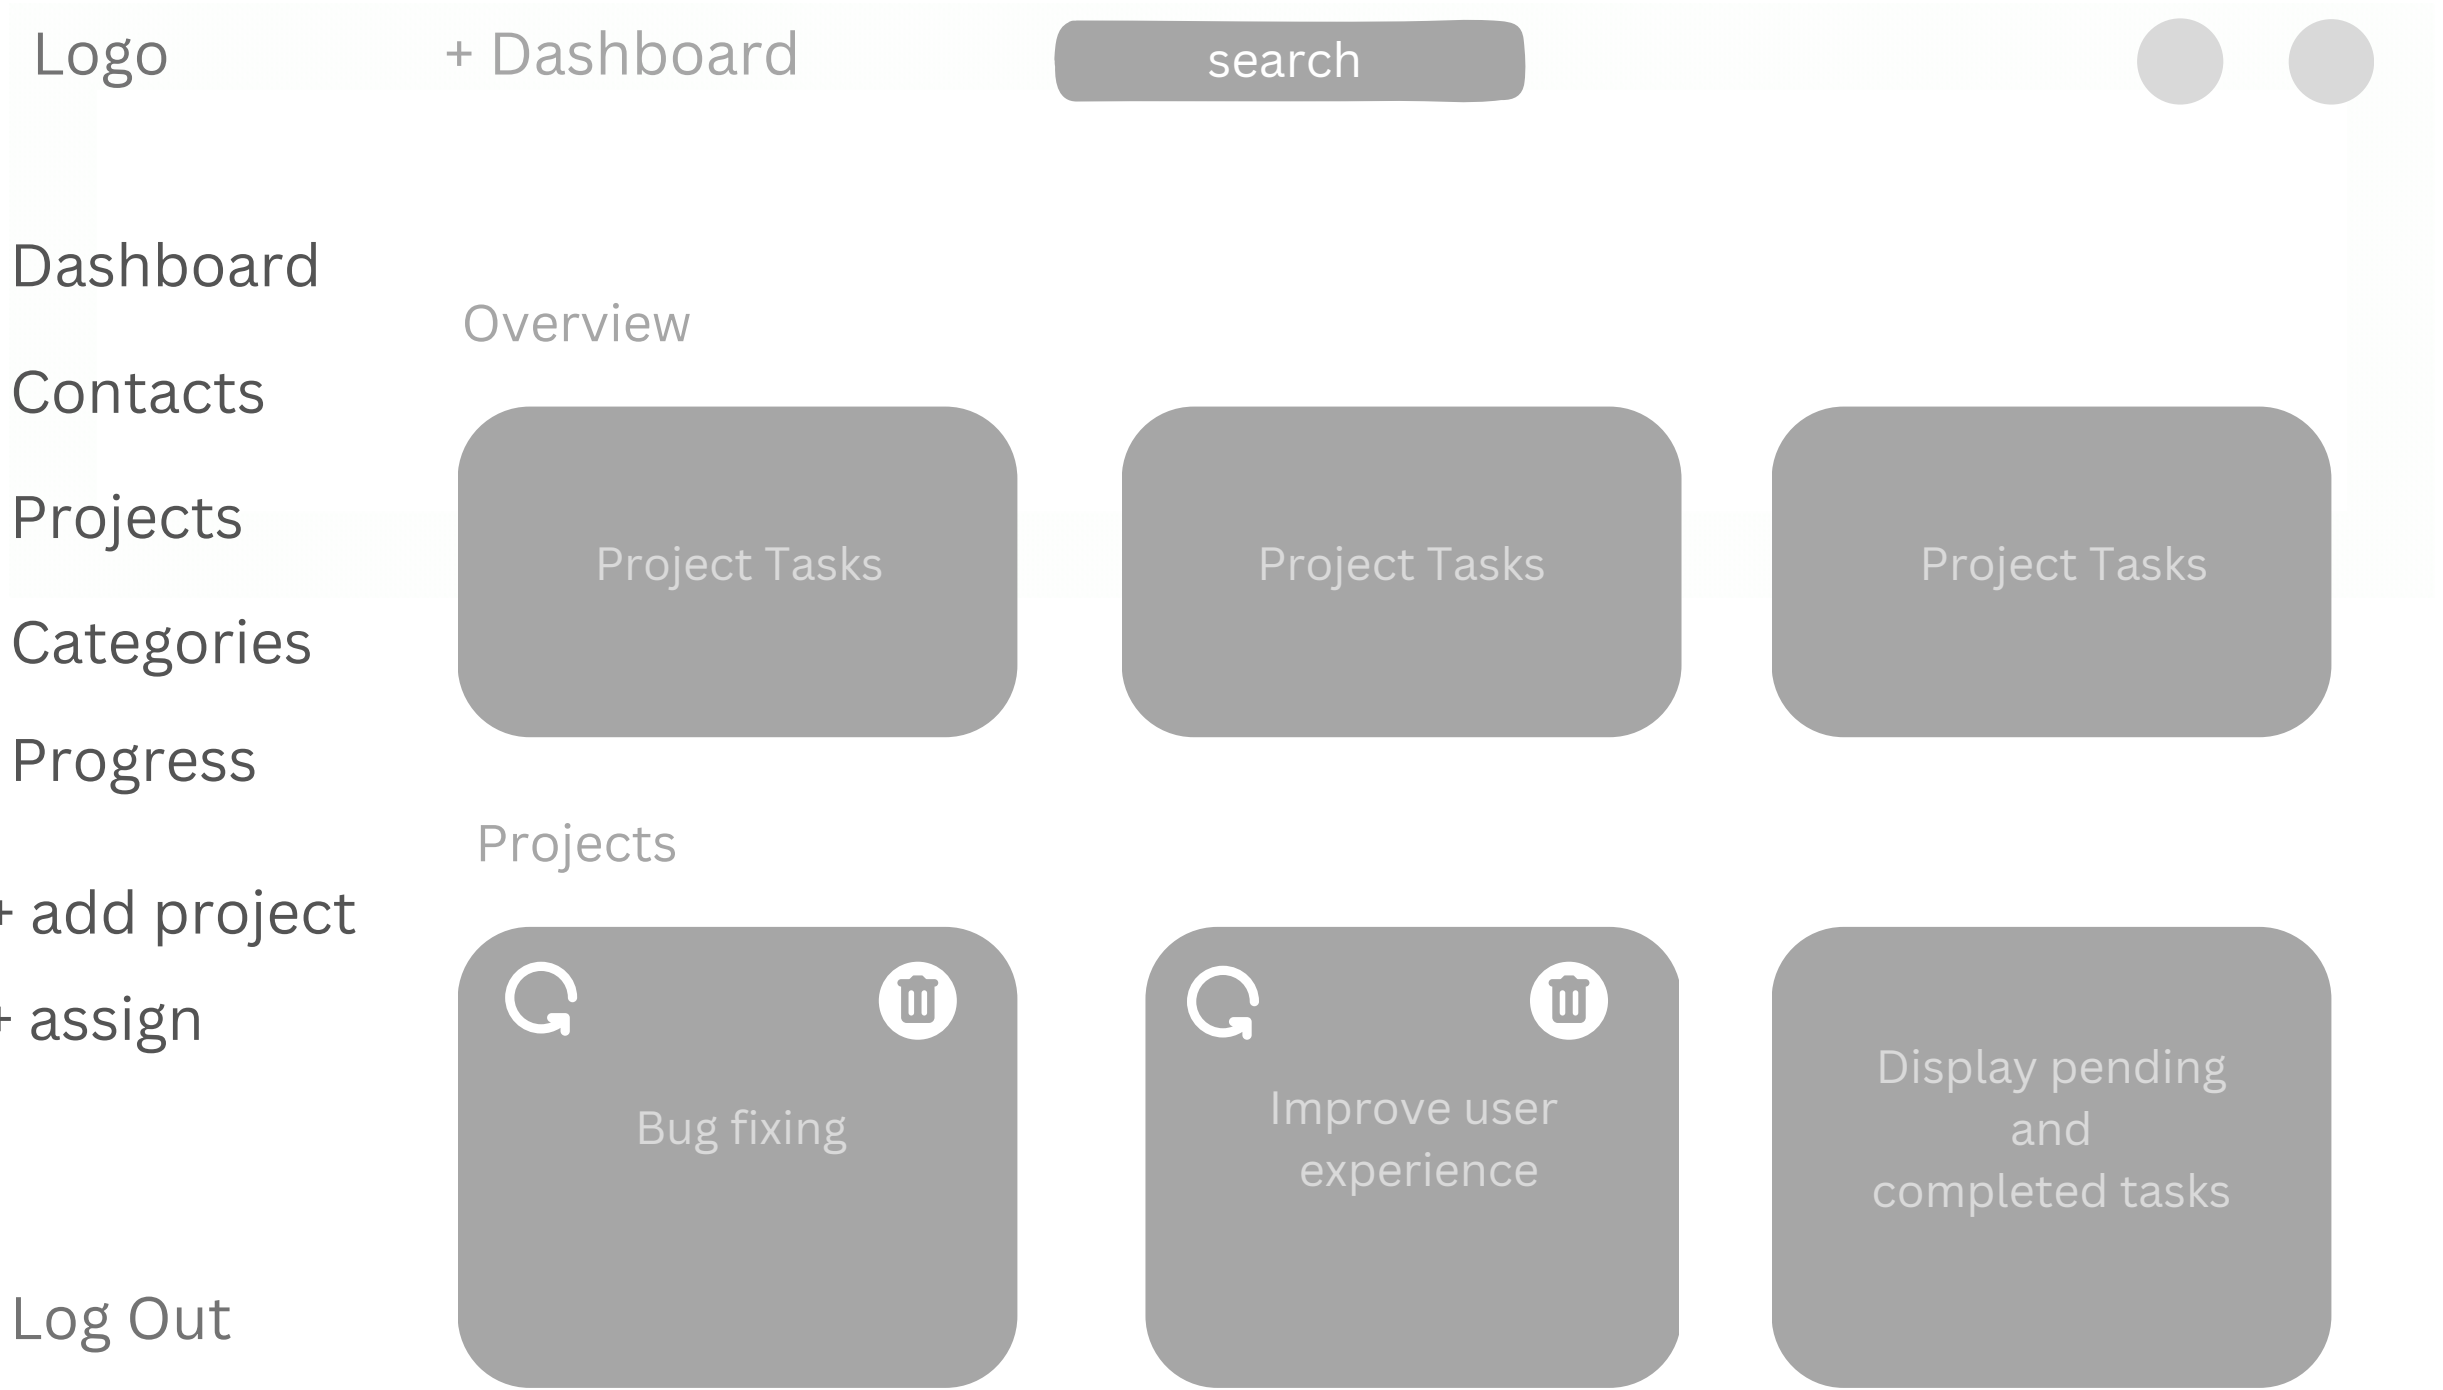 Logo
+ Dashboard
search
Dashboard
Contacts
Projects
Categories
Progress
+ add project
+ assign
Log Out
Overview
Project Tasks
Project Tasks
Project Tasks
Projects
Bug fixing
Improve user
experience
Display pending
and
completed tasks